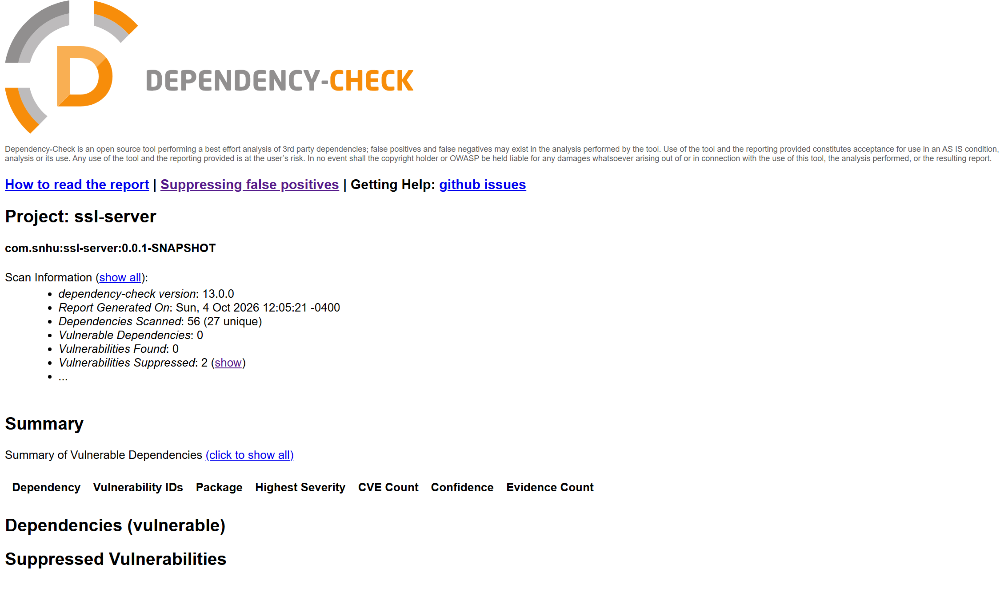 D
DEPENDENCY-CHECK
Dependency-Check is an open source tool performing a best effort analysis of 3rd party dependencies; false positives and false negatives may exist in the analysis performed by the tool. Use of the tool and the reporting provided constitutes acceptance for use in an AS IS condition,
analysis or its use. Any use of the tool and the reporting provided is at the user’s risk. In no event shall the copyright holder or OWASP be held liable for any damages whatsoever arising out of or in connection with the use of this tool, the analysis performed, or the resulting report.
How to read the report | Suppressing false positives | Getting Help: github issues
Project: ssl-server
com.snhu:ssl-server:0.0.1-SNAPSHOT
Scan Information (show all):
• dependency-check version: 13.0.0
• Report Generated On: Sun, 4 Oct 2026 12:05:21 -0400
• Dependencies Scanned: 56 (27 unique)
• Vulnerable Dependencies: 0
• Vulnerabilities Found: 0
• Vulnerabilities Suppressed: 2 (show)
• ...
Summary
Summary of Vulnerable Dependencies (click to show all)
Dependency Vulnerability IDs Package Highest Severity CVE Count Confidence Evidence Count
Dependencies (vulnerable)
Suppressed Vulnerabilities